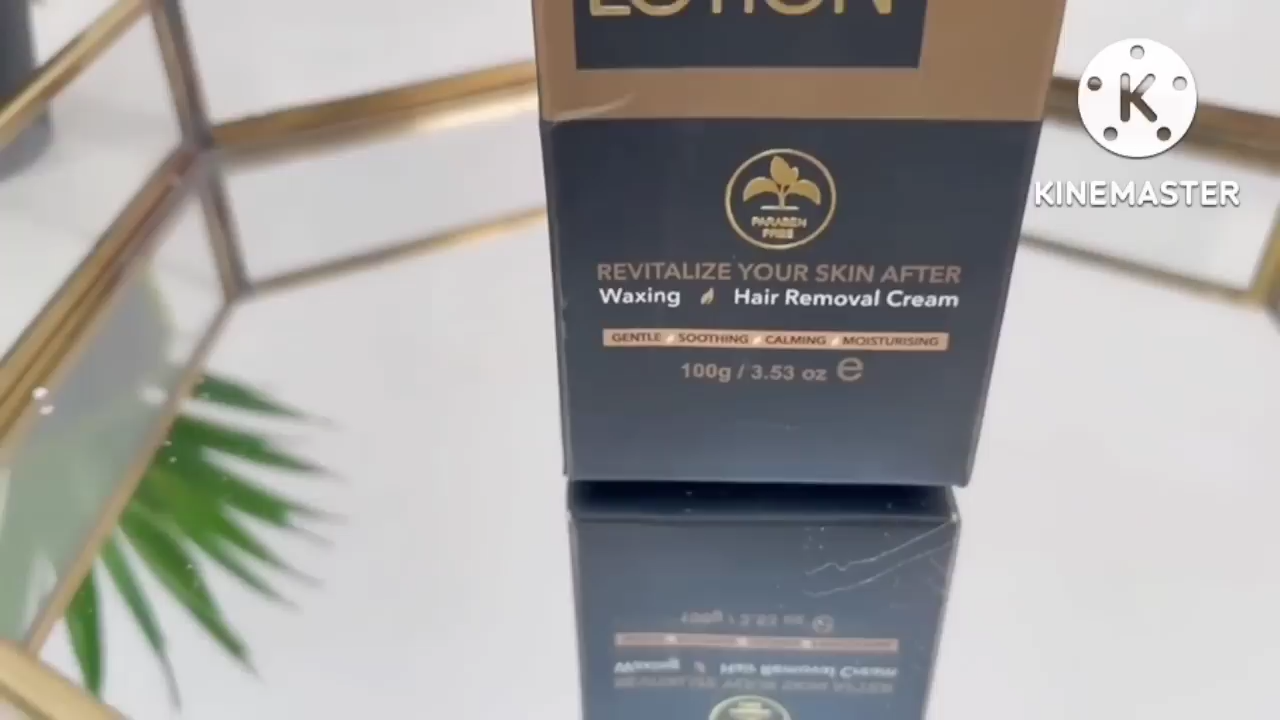 LOTION
K
KINEMASTER
PARABEN
FREE
REVITALIZE YOUR SKIN AFTER
Waxing Hair Removal Cream
GENTLE SOOTHING CALMING MOISTURISING
100g / 3.53 oz e